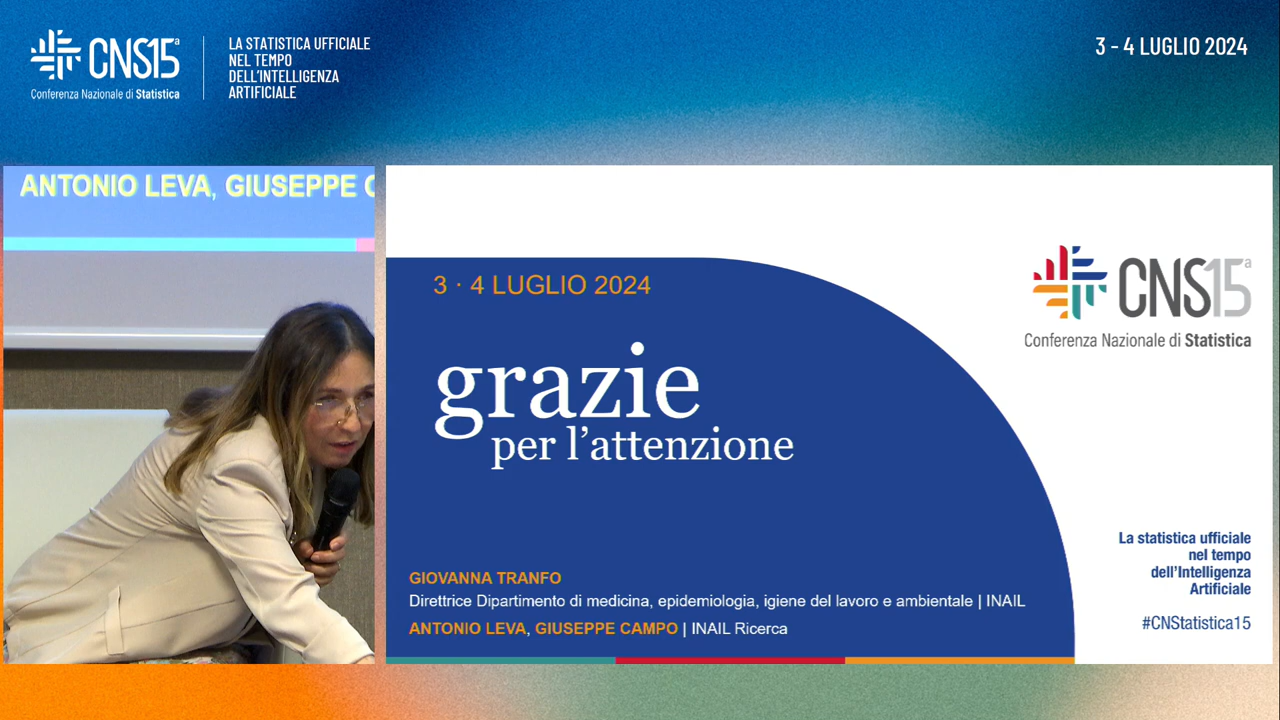 CNS15ª
Conferenza Nazionale di Statistica
LA STATISTICA UFFICIALE
NEL TEMPO
DELL'INTELLIGENZA
ARTIFICIALE
3 - 4 LUGLIO 2024
ANTONIO LEVA, GIUSEPPE
3 · 4 LUGLIO 2024
grazie
per l'attenzione
CNS15ª
Conferenza Nazionale di Statistica
GIOVANNA TRANFO
Direttrice Dipartimento di medicina, epidemiologia, igiene del lavoro e ambientale | INAIL
ANTONIO LEVA, GIUSEPPE CAMPO | INAIL Ricerca
La statistica ufficiale
nel tempo
dell'Intelligenza
Artificiale
#CNStatistica15